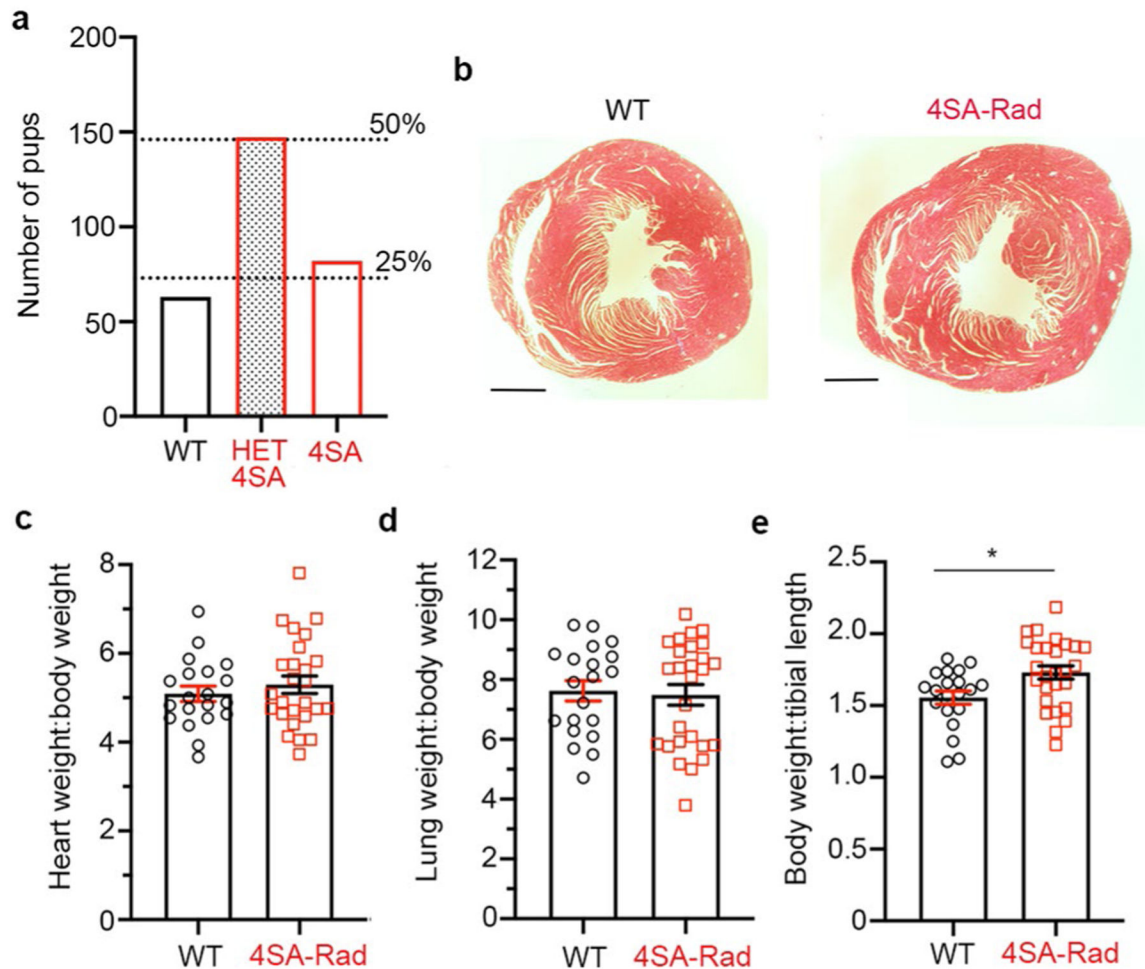 a
200
150
100
50
0
Number of pups
50%
25%
WT
HET
4SA
4SA
b
WT
4SA-Rad
c
8
6
4
2
0
Heart weight:body weight
WT
4SA-Rad
d
12
10
8
6
4
2
0
Lung weight:body weight
WT
4SA-Rad
e
2.5
2.0
1.5
1.0
0.5
0
Body weight:tibial length
*
WT
4SA-Rad